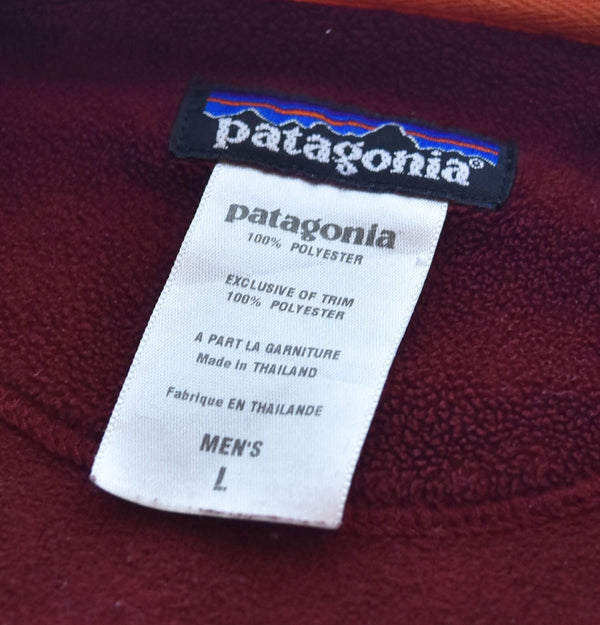 patagonia®
patagonia
100% POLYESTER
EXCLUSIVE OF TRIM
100% POLYESTER
A PART LA GARNITURE
Made in THAILAND
Fabrique EN THAILANDE
MEN'S
L